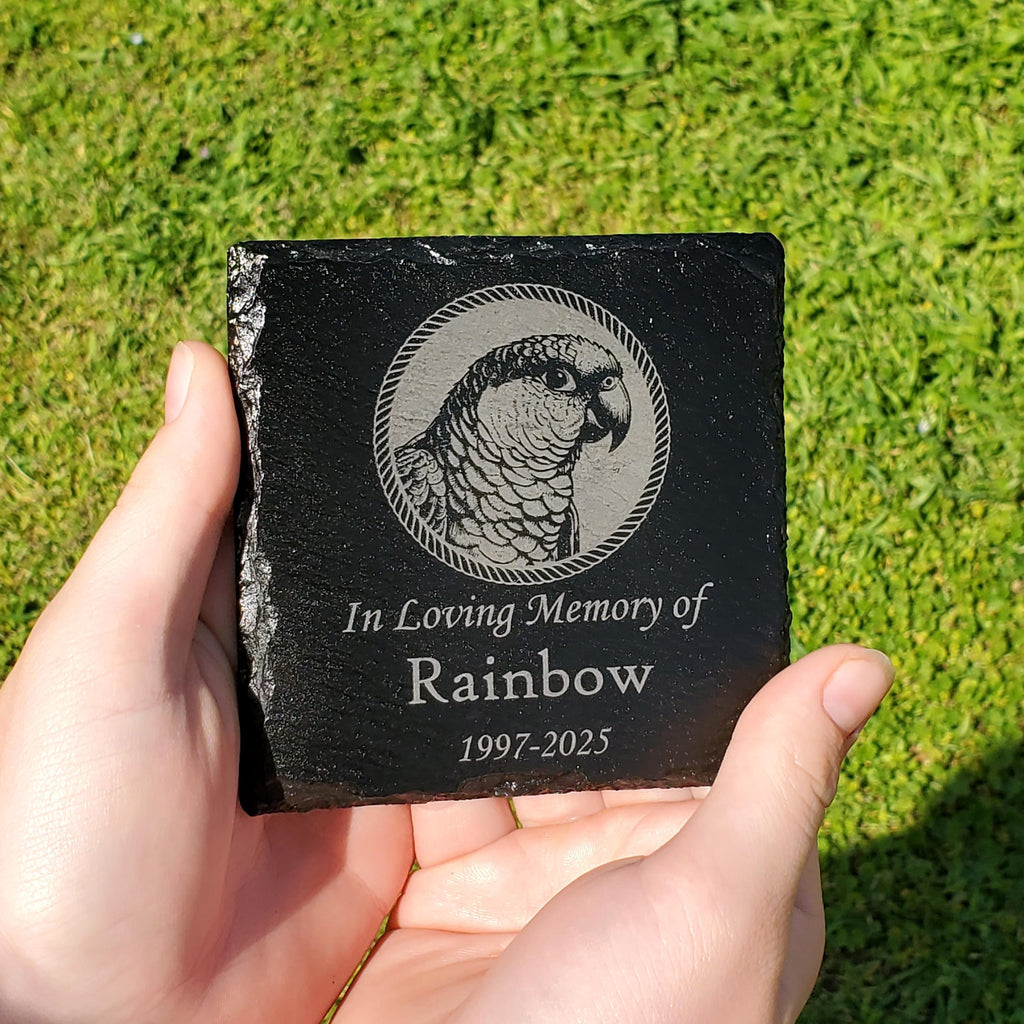 In Loving Memory of
Rainbow
1997-2025